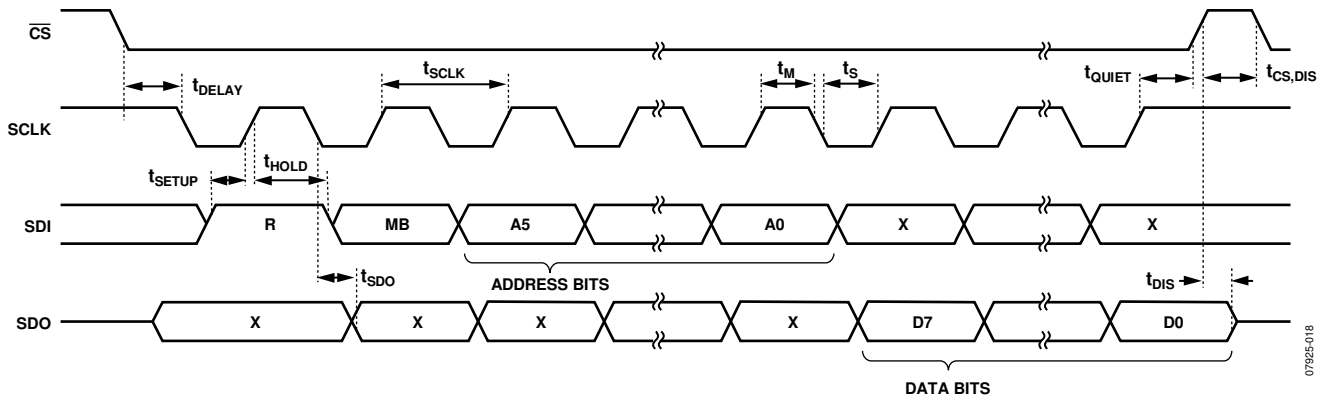 CS
tDELAY
tSCLK
tM
tS
tQUIET
tCS,DIS
SCLK
tSETUP
tHOLD
SDI
R
MB
A5
A0
X
X
tSDO
ADDRESS BITS
tDIS
SDO
X
X
X
X
D7
D0
DATA BITS
07925-018